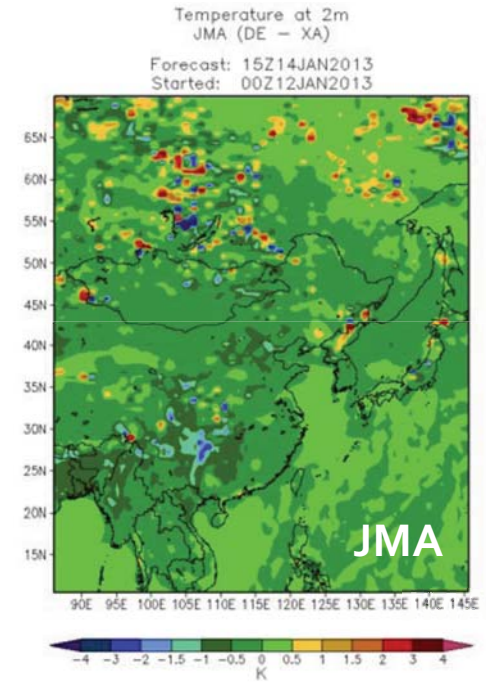 Temperature at 2m
JMA (DE – XA)
Forecast: 15Z14JAN2013
Started: 00Z12JAN2013
65N
60N
55N
50N
45N
40N
35N
30N
25N
20N
15N
JMA
90E 95E 100E 105E 110E 115E 120E 125E 130E 135E 140E 145E
-4 -3 -2 -1.5 -1 -0.5 0 0.5 1 1.5 2 3 4
K